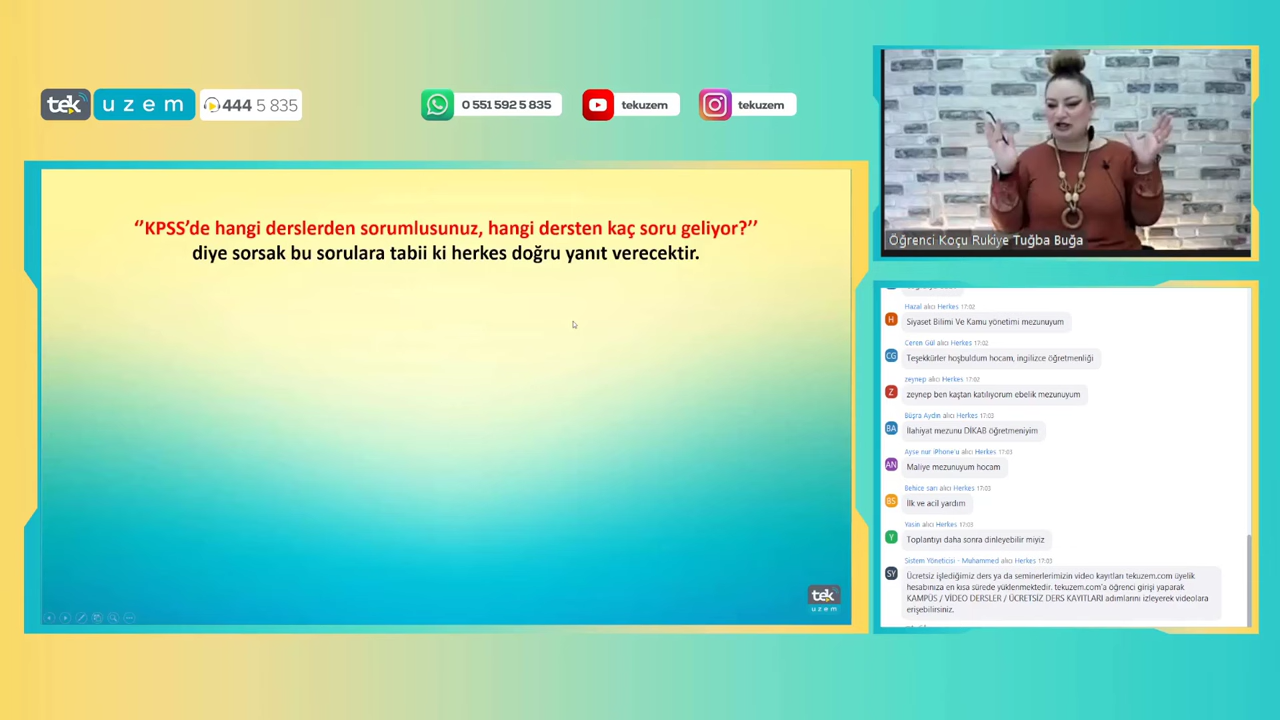 tek uzem 444 5 835
0 551 592 5 835
tekuzem
tekuzem
Öğrenci Koçu Rukiye Tuğba Buğa
‘’KPSS’de hangi derslerden sorumlusunuz, hangi dersten kaç soru geliyor?’’
diye sorsak bu sorulara tabii ki herkes doğru yanıt verecektir.
tek
uzem
Hazal alıcı Herkes 17:02
H
Siyaset Bilimi Ve Kamu yönetimi mezunuyum
Ceren Gül alıcı Herkes 17:02
CG
Teşekkürler hoşbuldum hocam, ingilizce öğretmenliği
zeynep alıcı Herkes 17:02
Z
zeynep ben kaştan katılıyorum ebelik mezunuyum
Büşra Aydın alıcı Herkes 17:03
BA
İlahiyat mezunu DİKAB öğretmeniyim
Ayse nur iPhone'u alıcı Herkes 17:03
AN
Maliye mezunuyum hocam
Behice sarı alıcı Herkes 17:03
BS
İlk ve acil yardım
Yasin alıcı Herkes 17:03
Y
Toplantıyı daha sonra dinleyebilir miyiz
Sistem Yöneticisi - Muhammed alıcı Herkes 17:03
SY
Ücretsiz işlediğimiz ders ya da seminerlerimizin video kayıtları tekuzem.com üyelik
hesabınıza en kısa sürede yüklenmektedir. tekuzem.com'a öğrenci girişi yaparak
KAMPÜS / VİDEO DERSLER / ÜCRETSİZ DERS KAYITLARI adımlarını izleyerek videolara
erişebilirsiniz.